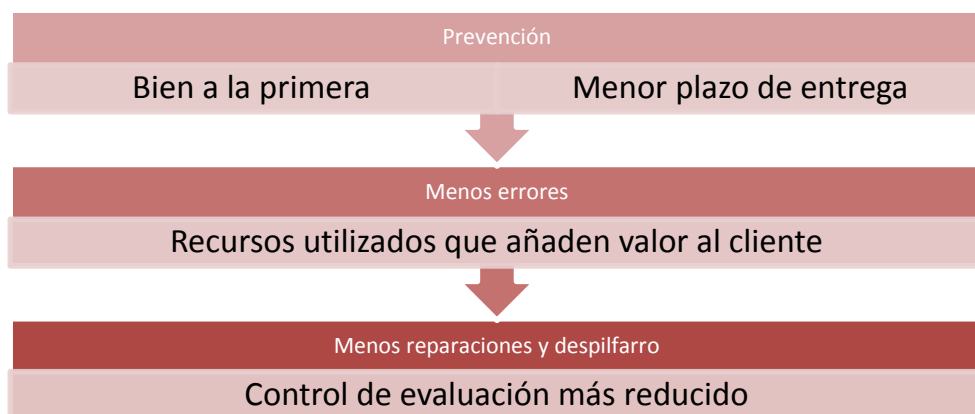 Prevención
Bien a la primera
Menor plazo de entrega
Menos errores
Recursos utilizados que añaden valor al cliente
Menos reparaciones y despilfarro
Control de evaluación más reducido